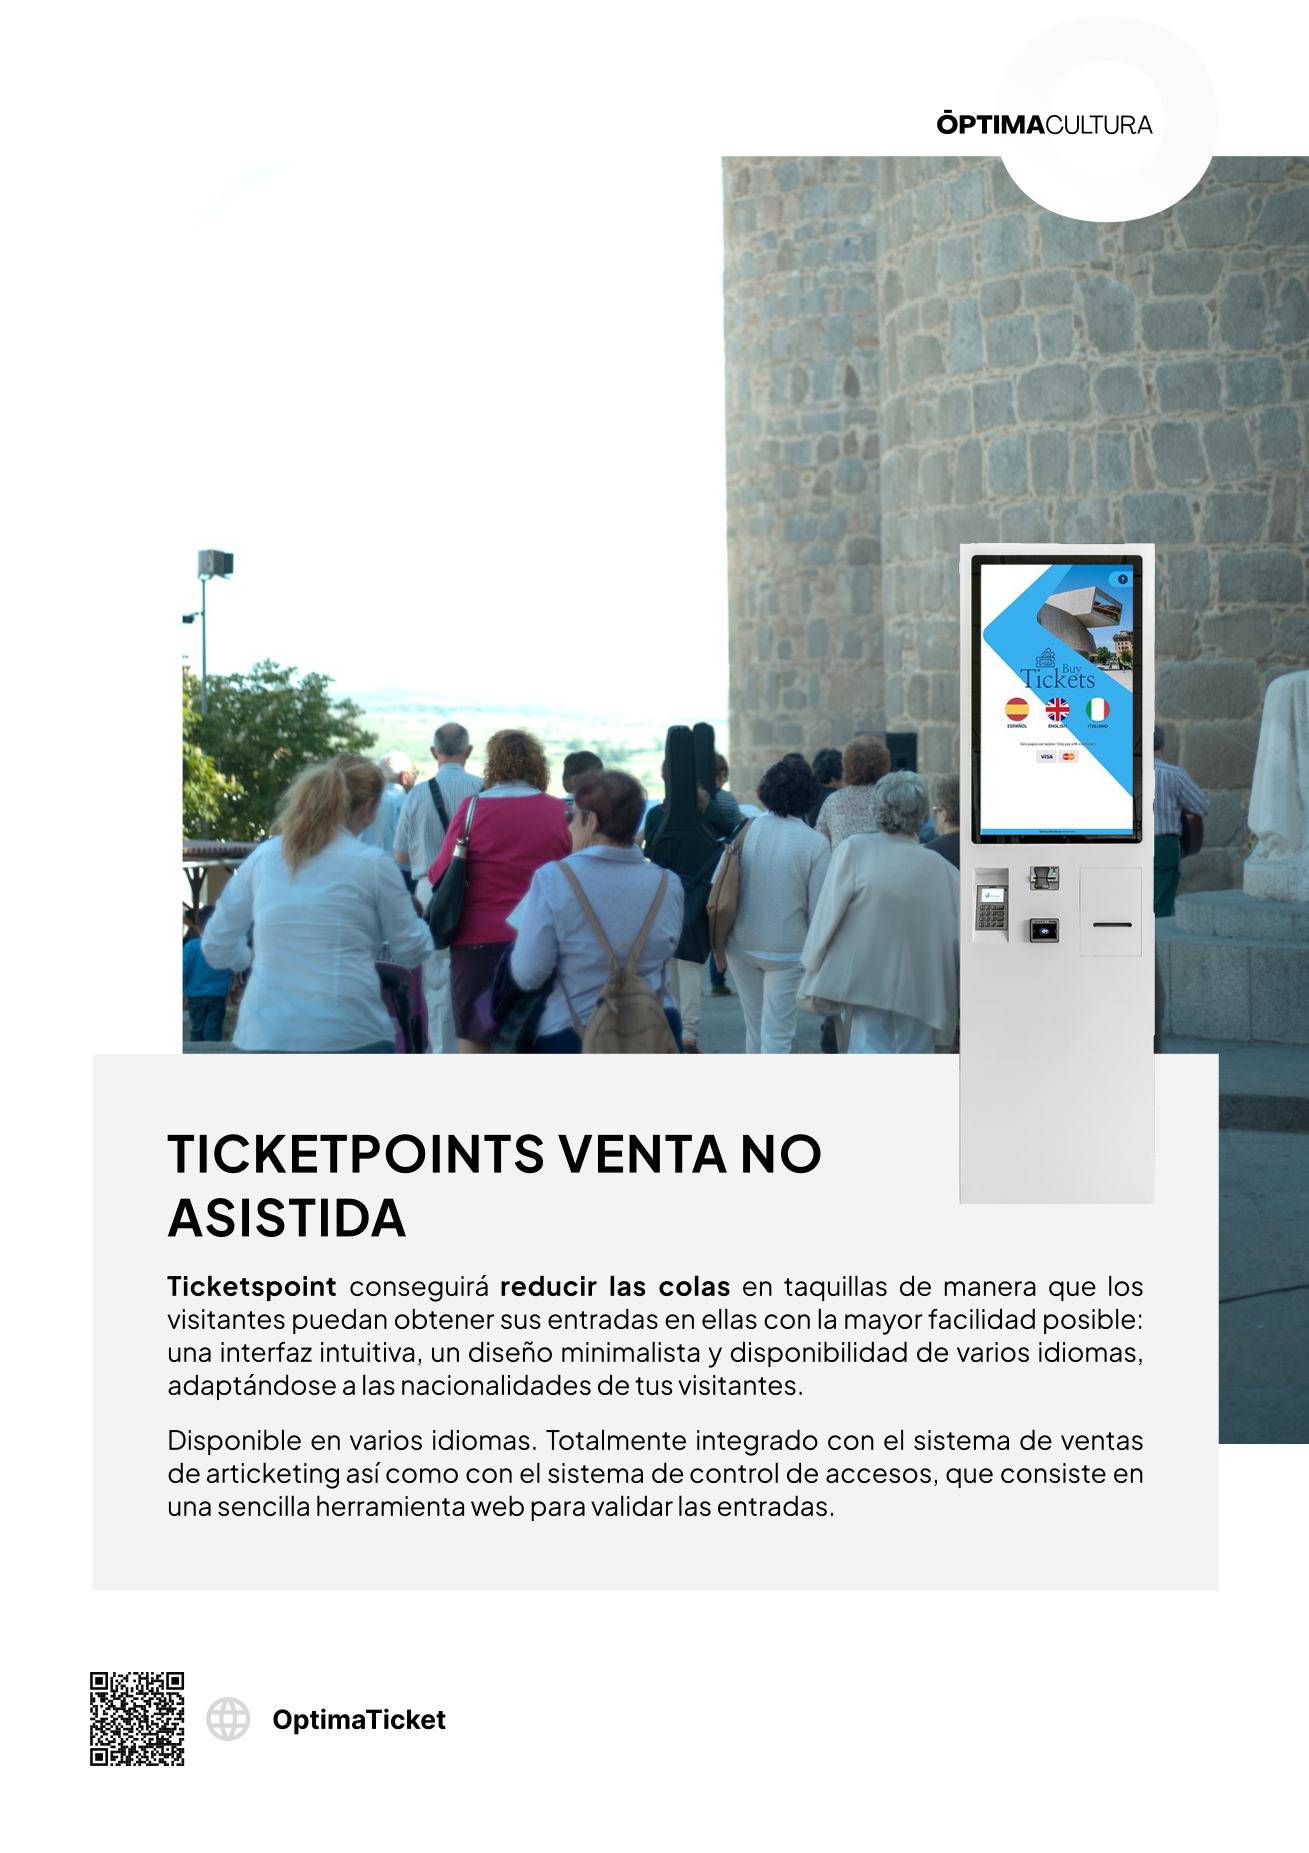 ŌPTIMACULTURA
Buy
Tickets
ESPAÑOL
ENGLISH
ITALIANO
VISA
TICKETPOINTS VENTA NO
ASISTIDA
Ticketspoint conseguirá reducir las colas en taquillas de manera que los
visitantes puedan obtener sus entradas en ellas con la mayor facilidad posible:
una interfaz intuitiva, un diseño minimalista y disponibilidad de varios idiomas,
adaptándose a las nacionalidades de tus visitantes.
Disponible en varios idiomas. Totalmente integrado con el sistema de ventas
de articketing así como con el sistema de control de accesos, que consiste en
una sencilla herramienta web para validar las entradas.
OptimaTicket